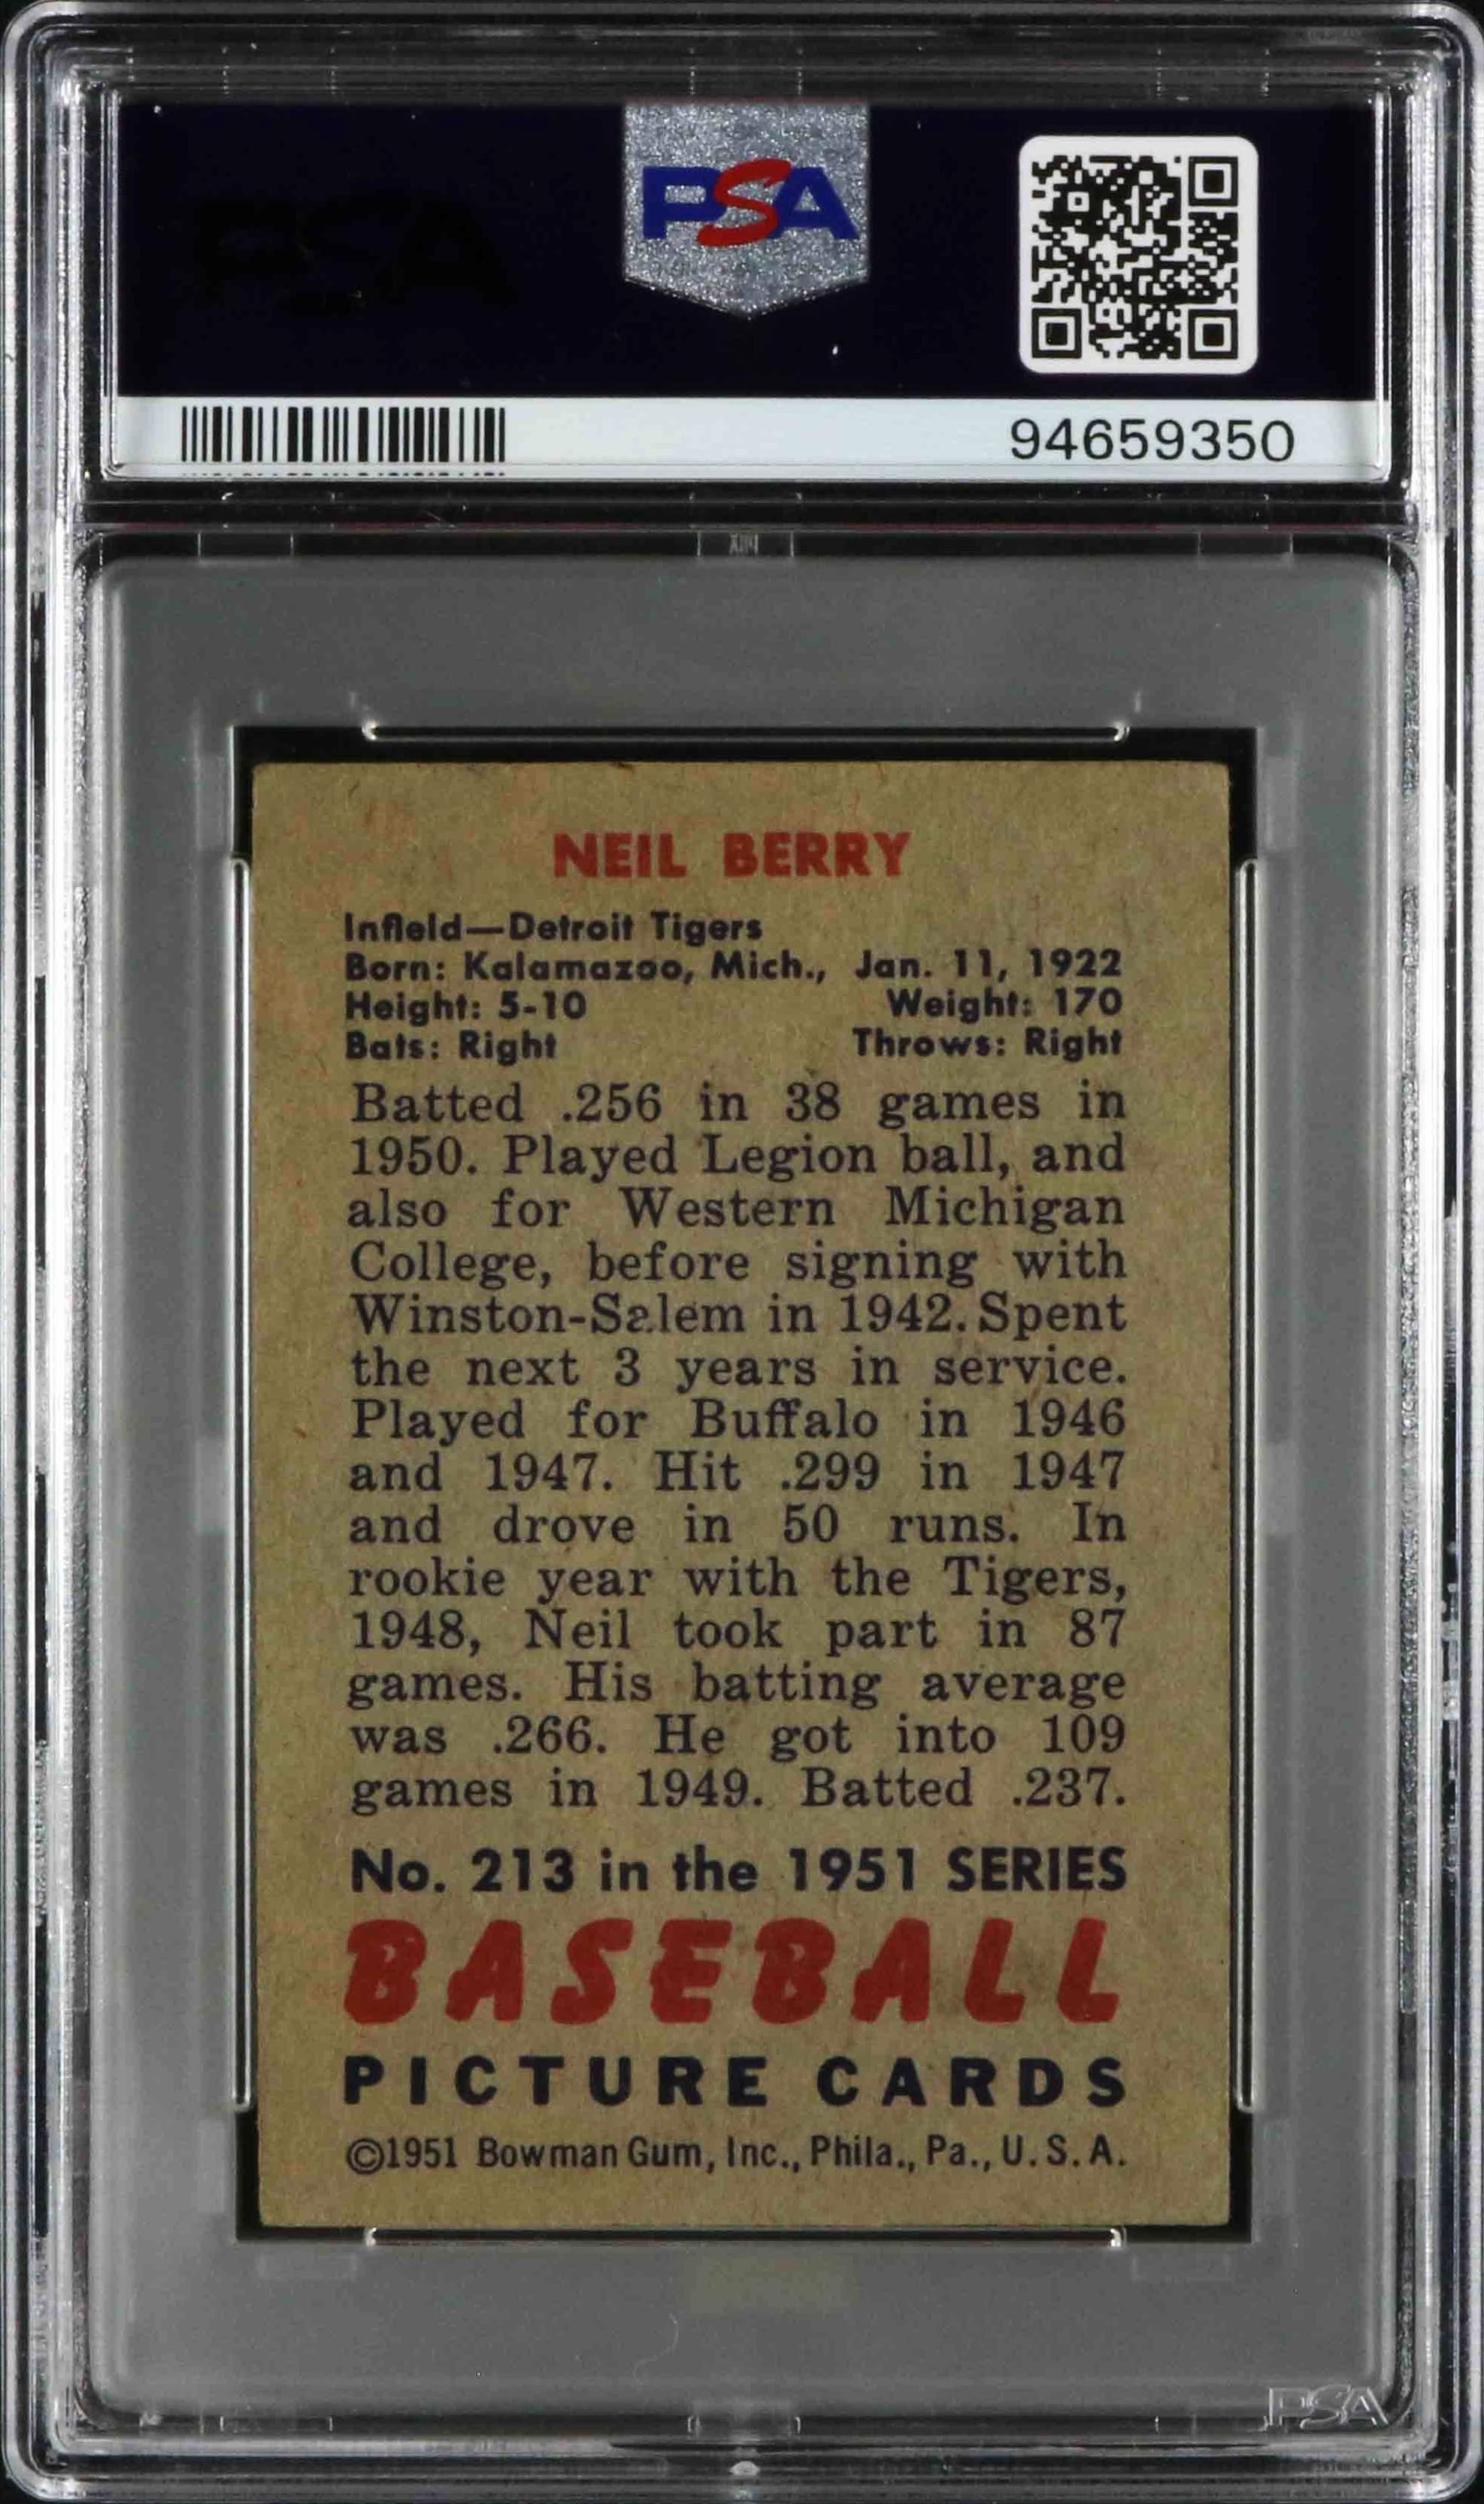 PSA
94659350
NEIL BERRY
Infield—Detroit Tigers
Born: Kalamazoo, Mich., Jan. 11, 1922
Height: 5-10 Weight: 170
Bats: Right Throws: Right
Batted .256 in 38 games in
1950. Played Legion ball, and
also for Western Michigan
College, before signing with
Winston-Salem in 1942. Spent
the next 3 years in service.
Played for Buffalo in 1946
and 1947. Hit .299 in 1947
and drove in 50 runs. In
rookie year with the Tigers,
1948, Neil took part in 87
games. His batting average
was .266. He got into 109
games in 1949. Batted .237.
No. 213 in the 1951 SERIES
BASEBALL
PICTURE CARDS
©1951 Bowman Gum, Inc., Phila., Pa., U. S. A.
PSA